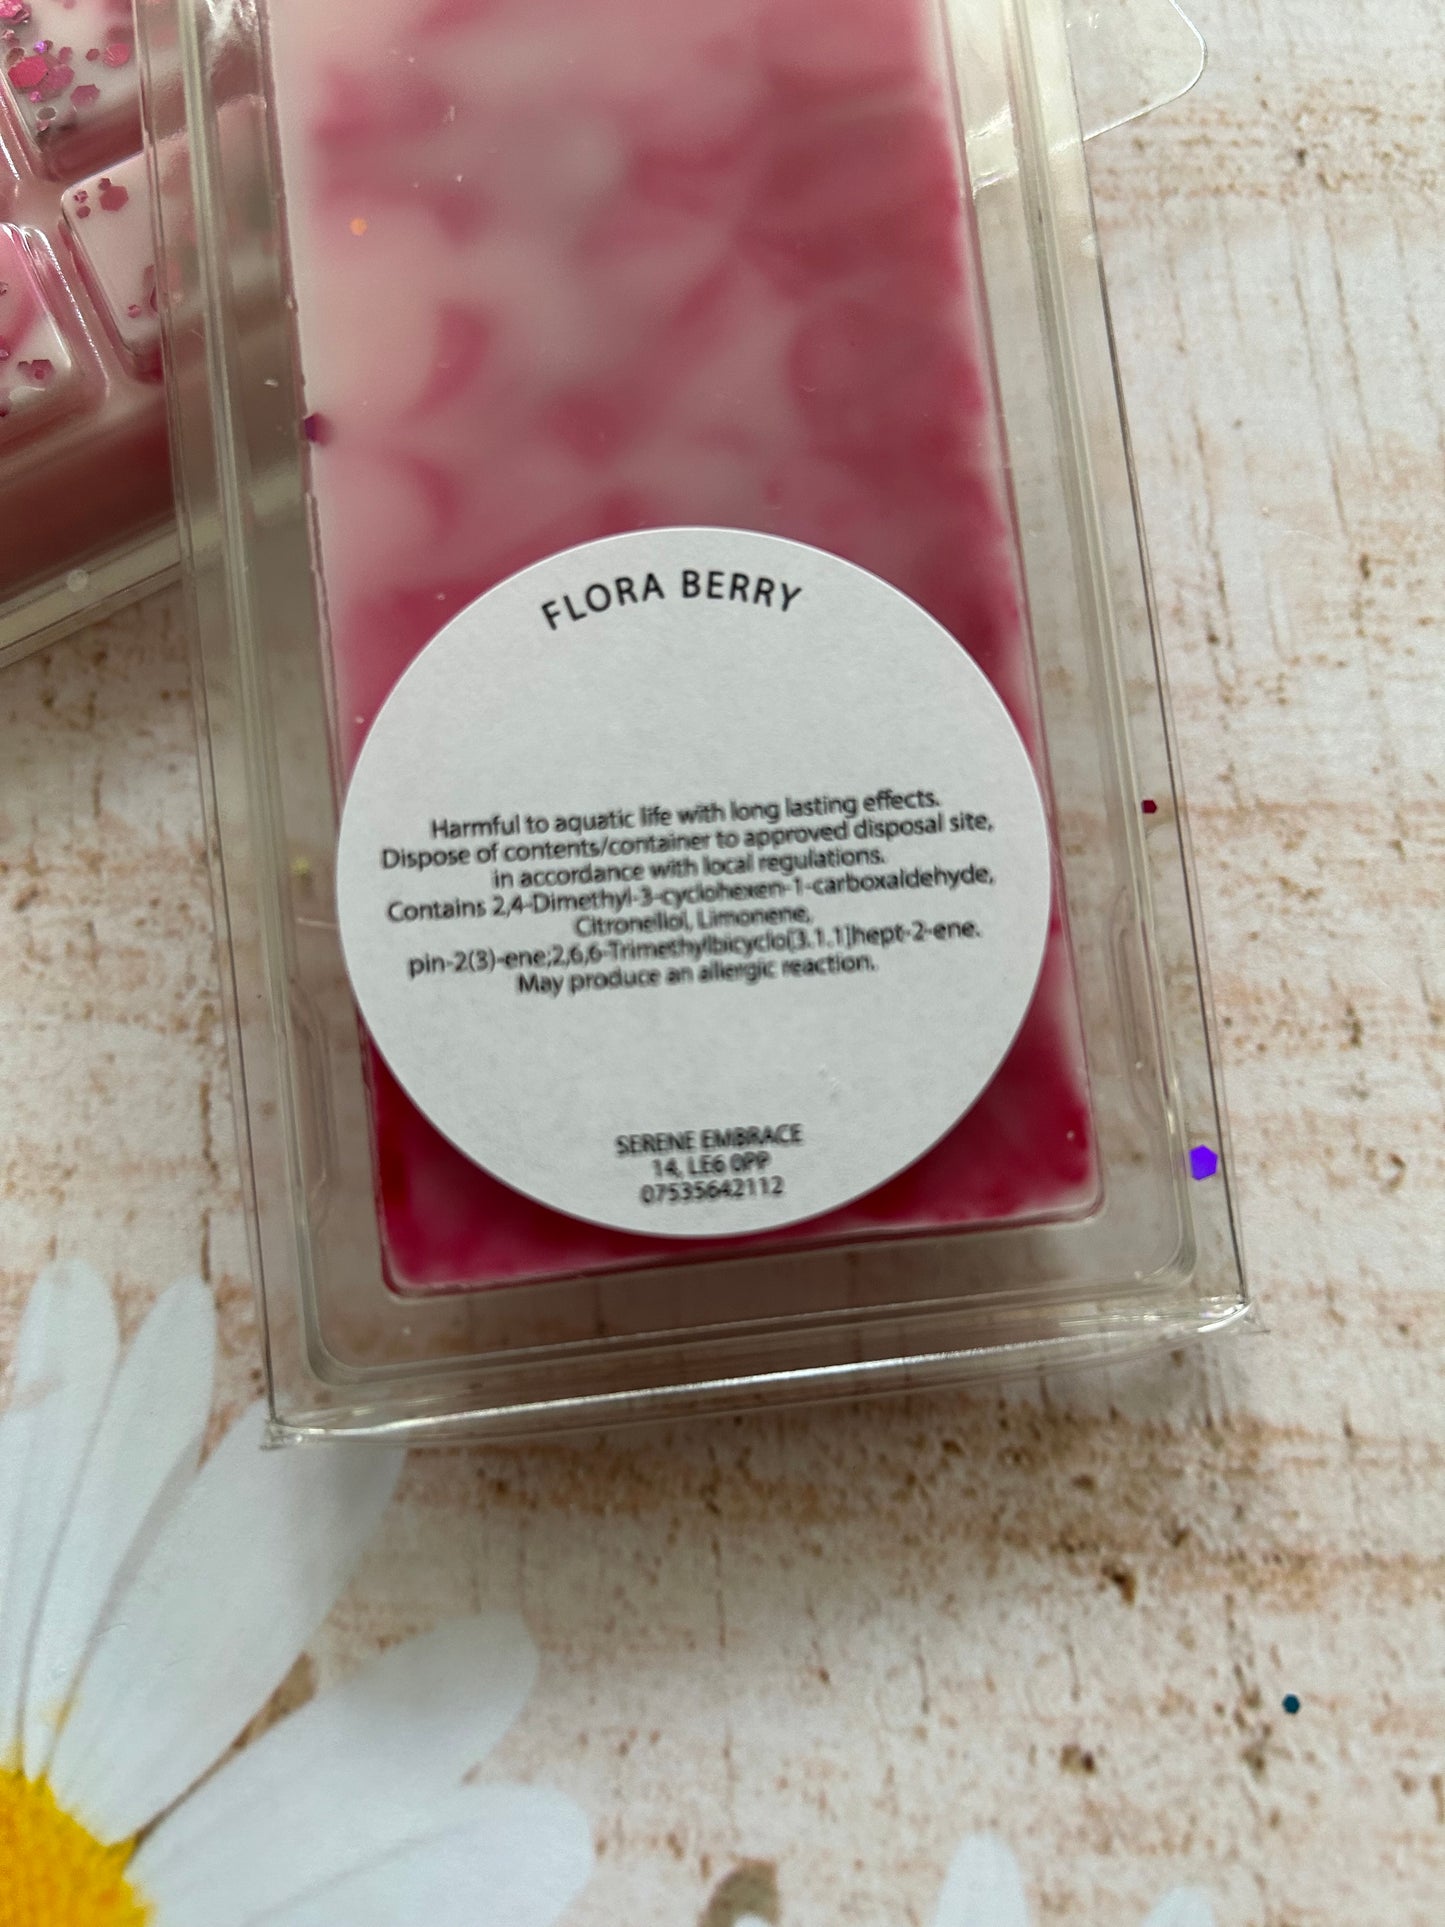 FLORA BERRY
Harmful to aquatic life with long lasting effects.
Dispose of contents/container to approved disposal site,
in accordance with local regulations.
Contains 2,4-Dimethyl-3-cyclohexen-1-carboxaldehyde,
Citronellol, Limonene,
pin-2(3)-ene;2,6,6-Trimethylbicyclo[3.1.1]hept-2-ene.
May produce an allergic reaction.
SERENE EMBRACE
14, LE6 0PP
07535642112